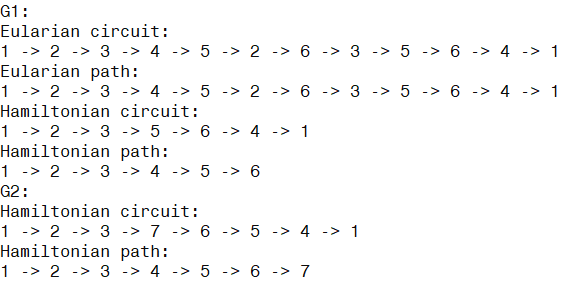 G1:
Eularian circuit:
1 -> 2 -> 3 -> 4 -> 5 -> 2 -> 6 -> 3 -> 5 -> 6 -> 4 -> 1
Eularian path:
1 -> 2 -> 3 -> 4 -> 5 -> 2 -> 6 -> 3 -> 5 -> 6 -> 4 -> 1
Hamiltonian circuit:
1 -> 2 -> 3 -> 5 -> 6 -> 4 -> 1
Hamiltonian path:
1 -> 2 -> 3 -> 4 -> 5 -> 6
G2:
Hamiltonian circuit:
1 -> 2 -> 3 -> 7 -> 6 -> 5 -> 4 -> 1
Hamiltonian path:
1 -> 2 -> 3 -> 4 -> 5 -> 6 -> 7